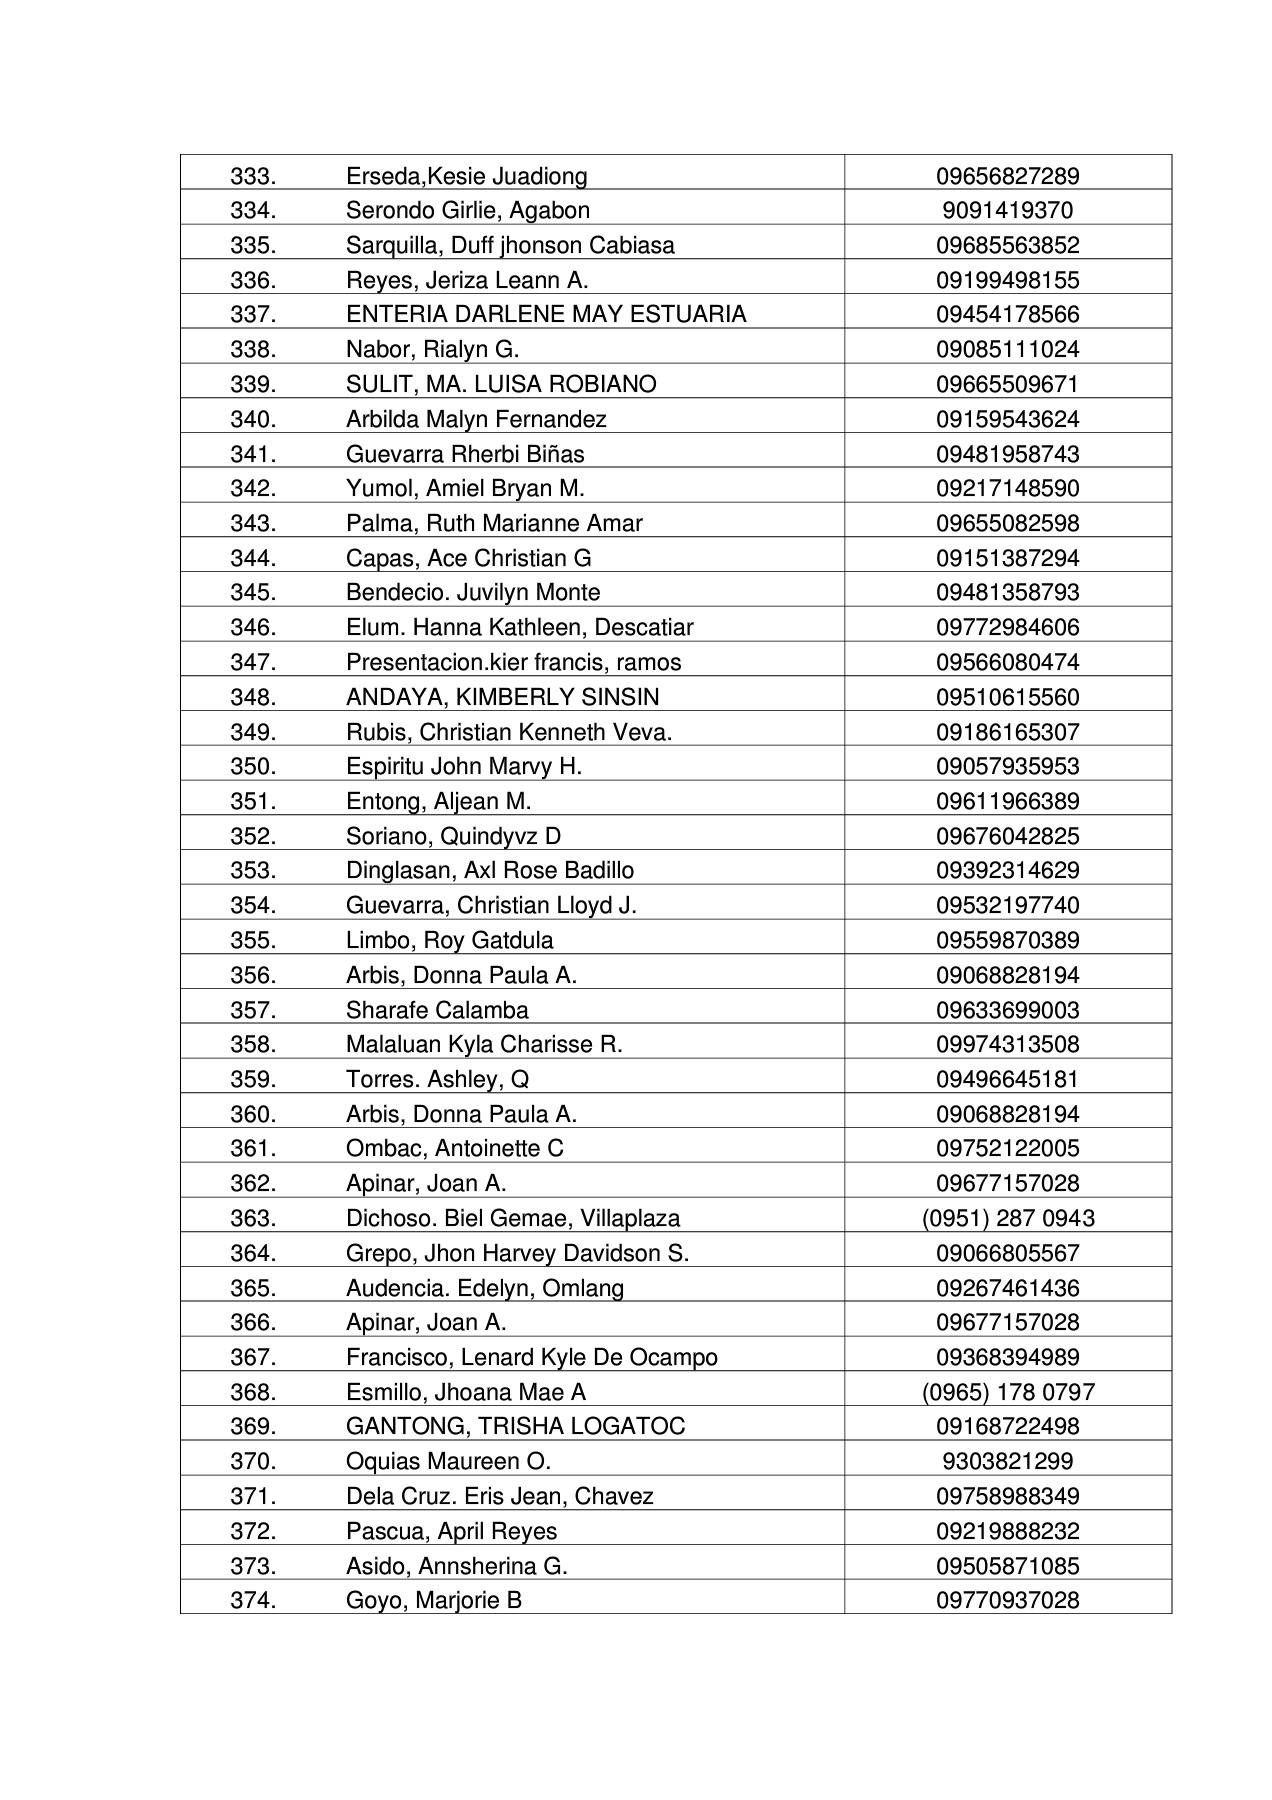 333. Erseda,Kesie Juadiong 09656827289
334. Serondo Girlie, Agabon 9091419370
335. Sarquilla, Duff jhonson Cabiasa 09685563852
336. Reyes, Jeriza Leann A. 09199498155
337. ENTERIA DARLENE MAY ESTUARIA 09454178566
338. Nabor, Rialyn G. 09085111024
339. SULIT, MA. LUISA ROBIANO 09665509671
340. Arbilda Malyn Fernandez 09159543624
341. Guevarra Rherbi Biñas 09481958743
342. Yumol, Amiel Bryan M. 09217148590
343. Palma, Ruth Marianne Amar 09655082598
344. Capas, Ace Christian G 09151387294
345. Bendecio. Juvilyn Monte 09481358793
346. Elum. Hanna Kathleen, Descatiar 09772984606
347. Presentacion.kier francis, ramos 09566080474
348. ANDAYA, KIMBERLY SINSIN 09510615560
349. Rubis, Christian Kenneth Veva. 09186165307
350. Espiritu John Marvy H. 09057935953
351. Entong, Aljean M. 09611966389
352. Soriano, Quindyvz D 09676042825
353. Dinglasan, Axl Rose Badillo 09392314629
354. Guevarra, Christian Lloyd J. 09532197740
355. Limbo, Roy Gatdula 09559870389
356. Arbis, Donna Paula A. 09068828194
357. Sharafe Calamba 09633699003
358. Malaluan Kyla Charisse R. 09974313508
359. Torres. Ashley, Q 09496645181
360. Arbis, Donna Paula A. 09068828194
361. Ombac, Antoinette C 09752122005
362. Apinar, Joan A. 09677157028
363. Dichoso. Biel Gemae, Villaplaza (0951) 287 0943
364. Grepo, Jhon Harvey Davidson S. 09066805567
365. Audencia. Edelyn, Omlang 09267461436
366. Apinar, Joan A. 09677157028
367. Francisco, Lenard Kyle De Ocampo 09368394989
368. Esmillo, Jhoana Mae A (0965) 178 0797
369. GANTONG, TRISHA LOGATOC 09168722498
370. Oquias Maureen O. 9303821299
371. Dela Cruz. Eris Jean, Chavez 09758988349
372. Pascua, April Reyes 09219888232
373. Asido, Annsherina G. 09505871085
374. Goyo, Marjorie B 09770937028